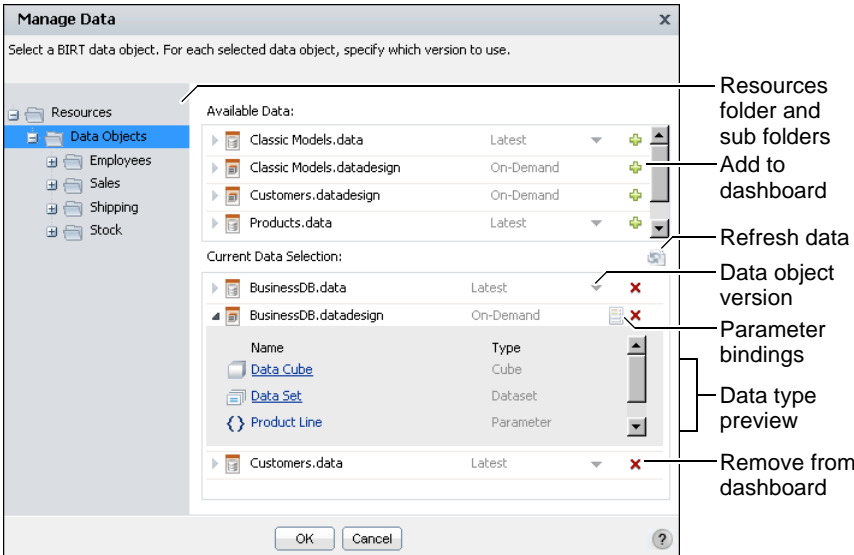 Manage Data
x
Select a BIRT data object. For each selected data object, specify which version to use.
Resources
Data Objects
Employees
Sales
Shipping
Stock
Available Data:
Classic Models.data Latest
Classic Models.datadesign On-Demand
Customers.datadesign On-Demand
Products.data Latest
Current Data Selection:
BusinessDB.data Latest
BusinessDB.datadesign On-Demand
Name Type
Data Cube Cube
Data Set Dataset
{} Product Line Parameter
Customers.data Latest
OK Cancel ?
Resources
folder and
sub folders
Add to
dashboard
Refresh data
Data object
version
Parameter
bindings
Data type
preview
Remove from
dashboard